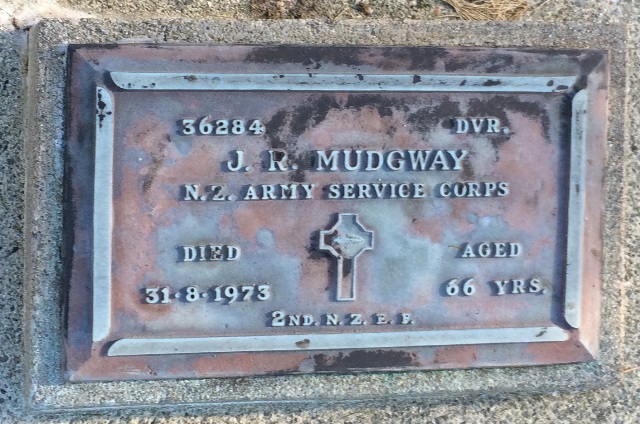 36284 DVR.
J. R. MUDGWAY
N.Z. ARMY SERVICE CORPS
DIED AGED
31·8·1973 66 YRS.
2ND. N. Z. E. F.